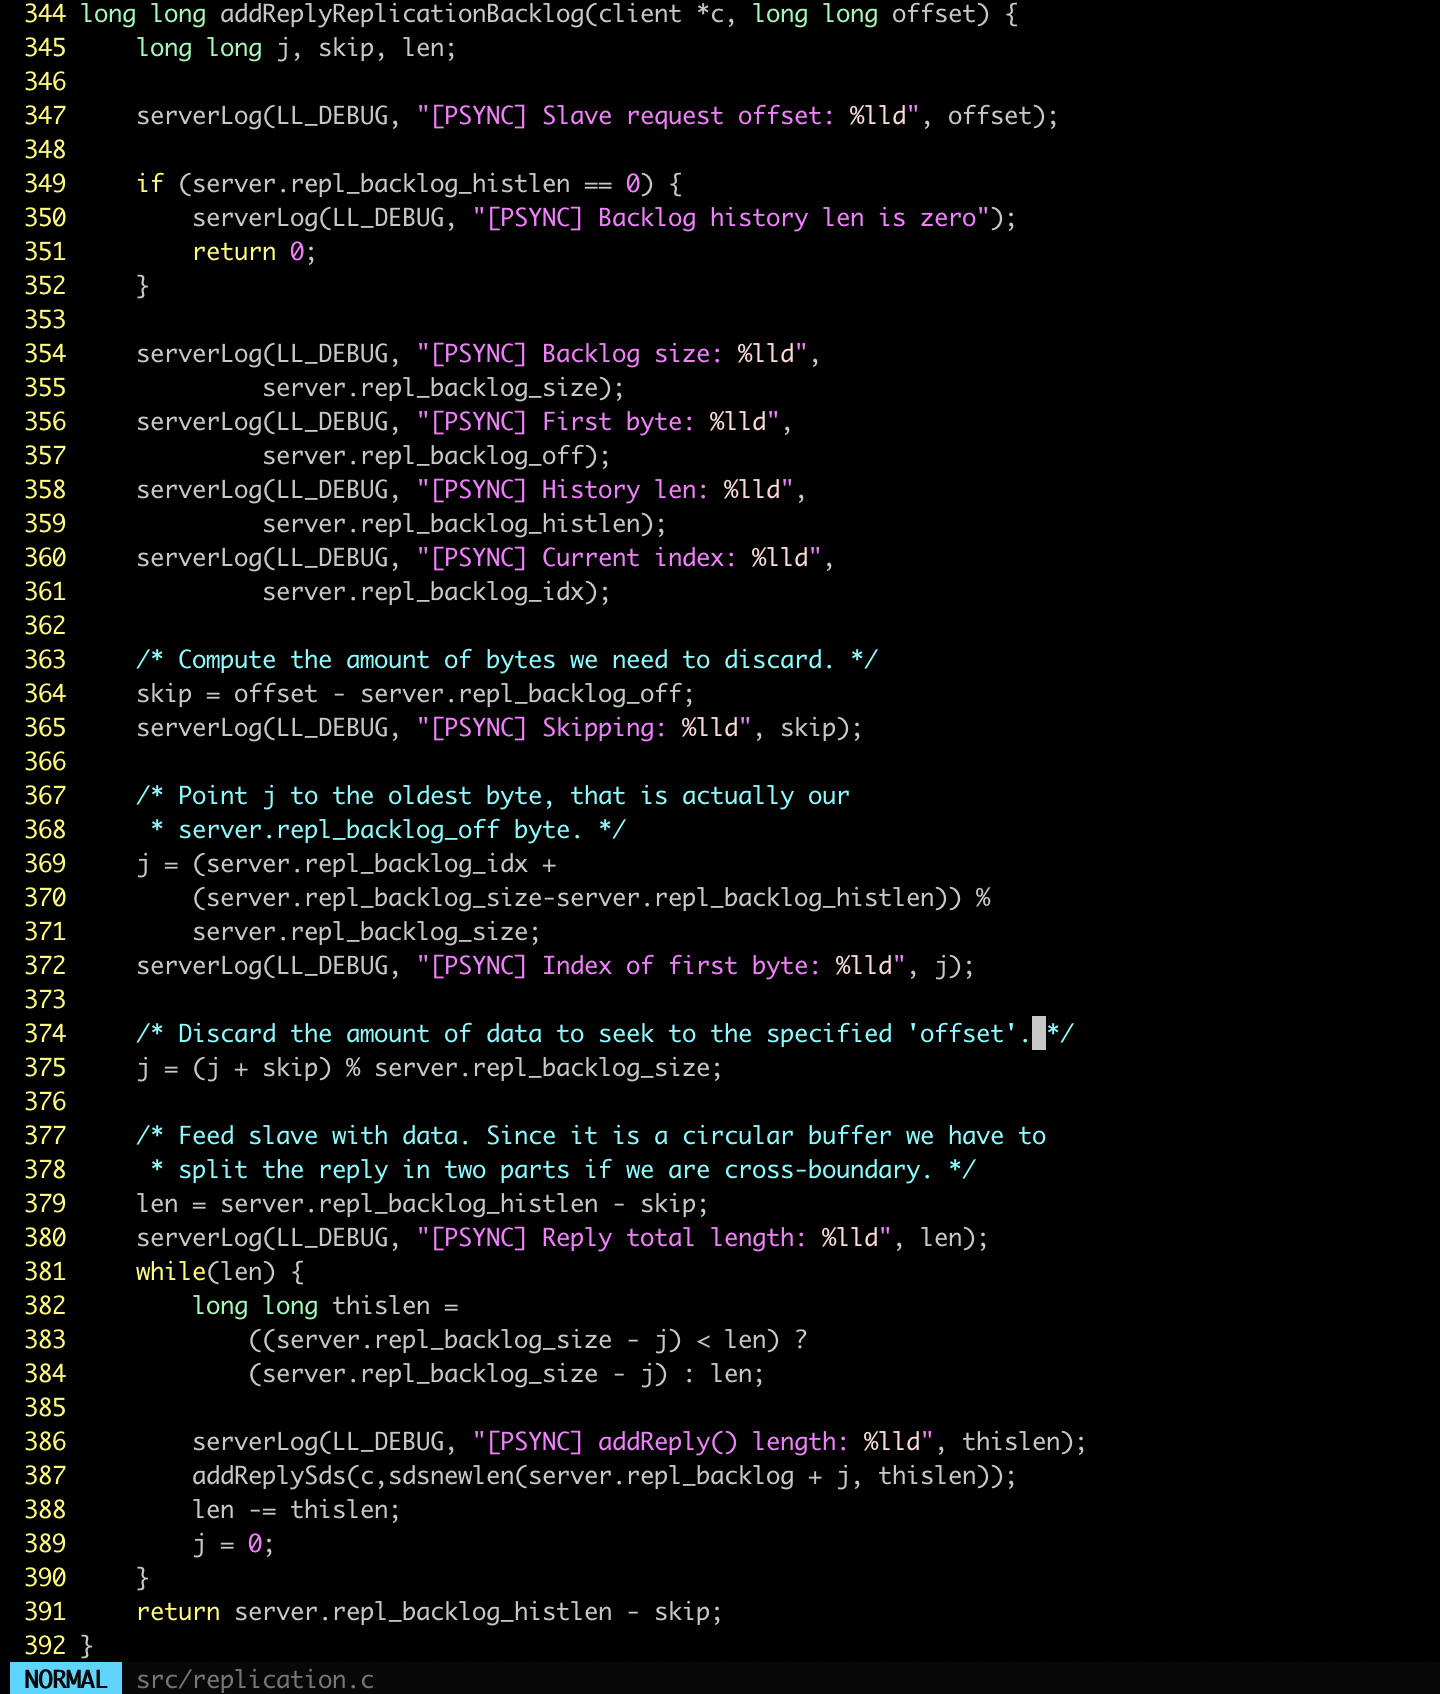 344 long long addReplyReplicationBacklog(client *c, long long offset) {
345     long long j, skip, len;
346
347     serverLog(LL_DEBUG, "[PSYNC] Slave request offset: %lld", offset);
348
349     if (server.repl_backlog_histlen == 0) {
350         serverLog(LL_DEBUG, "[PSYNC] Backlog history len is zero");
351         return 0;
352     }
353
354     serverLog(LL_DEBUG, "[PSYNC] Backlog size: %lld",
355              server.repl_backlog_size);
356     serverLog(LL_DEBUG, "[PSYNC] First byte: %lld",
357              server.repl_backlog_off);
358     serverLog(LL_DEBUG, "[PSYNC] History len: %lld",
359              server.repl_backlog_histlen);
360     serverLog(LL_DEBUG, "[PSYNC] Current index: %lld",
361              server.repl_backlog_idx);
362
363     /* Compute the amount of bytes we need to discard. */
364     skip = offset - server.repl_backlog_off;
365     serverLog(LL_DEBUG, "[PSYNC] Skipping: %lld", skip);
366
367     /* Point j to the oldest byte, that is actually our
368      * server.repl_backlog_off byte. */
369     j = (server.repl_backlog_idx +
370         (server.repl_backlog_size-server.repl_backlog_histlen)) %
371         server.repl_backlog_size;
372     serverLog(LL_DEBUG, "[PSYNC] Index of first byte: %lld", j);
373
374     /* Discard the amount of data to seek to the specified 'offset'. */
375     j = (j + skip) % server.repl_backlog_size;
376
377     /* Feed slave with data. Since it is a circular buffer we have to
378      * split the reply in two parts if we are cross-boundary. */
379     len = server.repl_backlog_histlen - skip;
380     serverLog(LL_DEBUG, "[PSYNC] Reply total length: %lld", len);
381     while(len) {
382         long long thislen =
383             ((server.repl_backlog_size - j) < len) ?
384             (server.repl_backlog_size - j) : len;
385
386         serverLog(LL_DEBUG, "[PSYNC] addReply() length: %lld", thislen);
387         addReplySds(c,sdsnewlen(server.repl_backlog + j, thislen));
388         len -= thislen;
389         j = 0;
390     }
391     return server.repl_backlog_histlen - skip;
392 }
NORMAL  src/replication.c